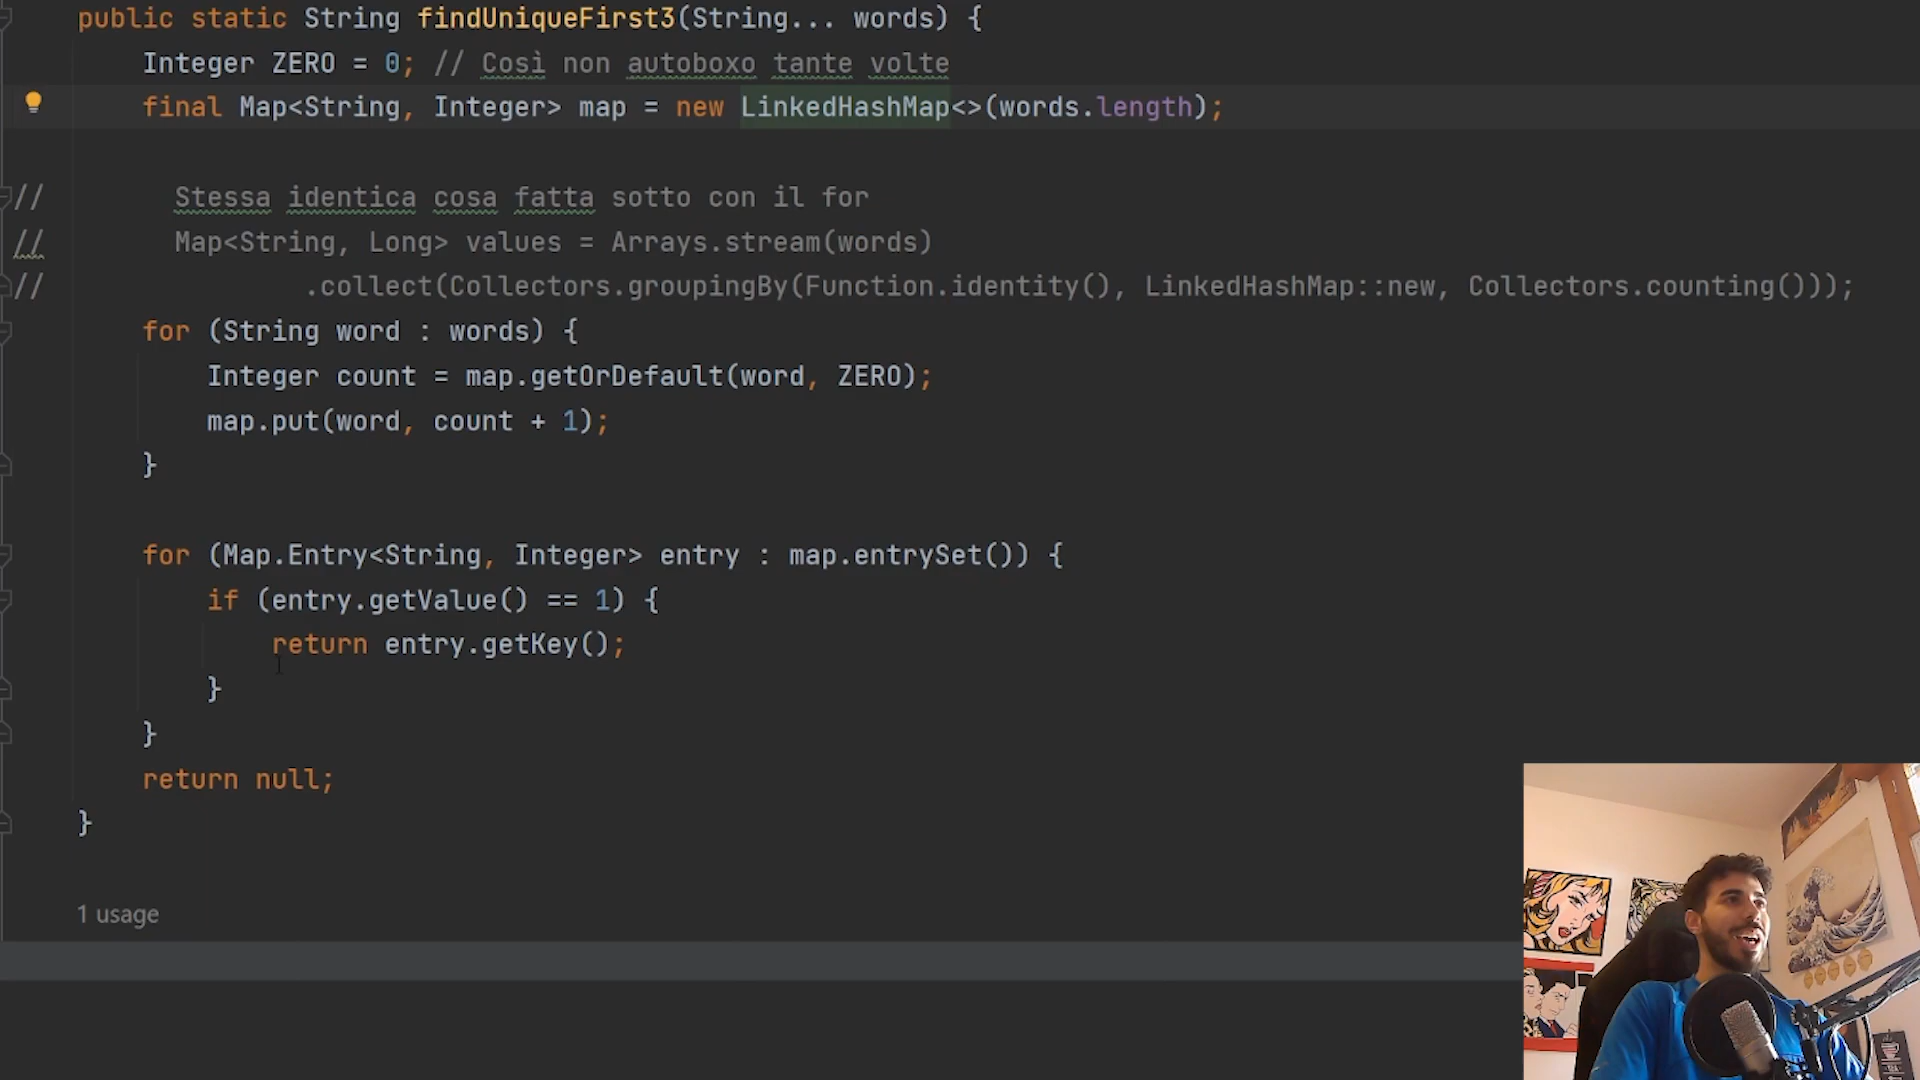 public static String findUniqueFirst3(String... words) {
Integer ZERO = 0; // Così non autoboxo tante volte
final Map<String, Integer> map = new LinkedHashMap<>(words.length);
// Stessa identica cosa fatta sotto con il for
// Map<String, Long> values = Arrays.stream(words)
// .collect(Collectors.groupingBy(Function.identity(), LinkedHashMap::new, Collectors.counting()));
for (String word : words) {
Integer count = map.getOrDefault(word, ZERO);
map.put(word, count + 1);
}
for (Map.Entry<String, Integer> entry : map.entrySet()) {
if (entry.getValue() == 1) {
return entry.getKey();
}
}
return null;
}
1 usage